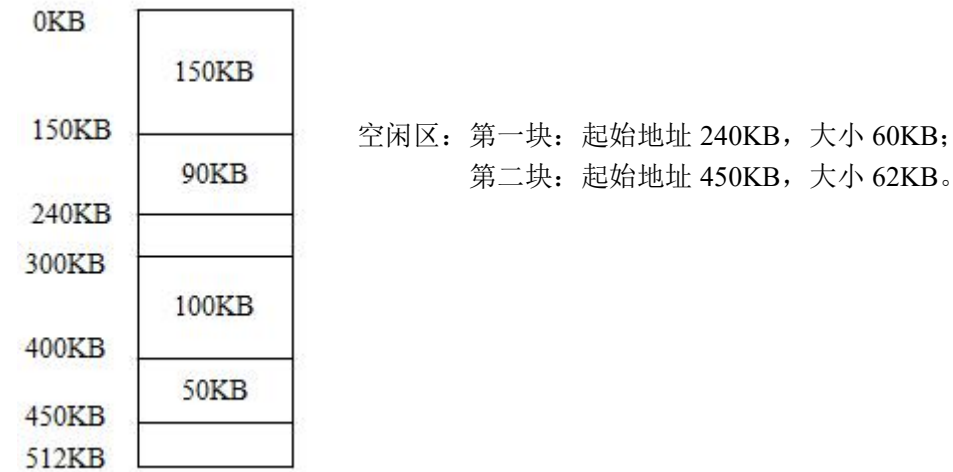 0KB
150KB
150KB
空闲区：第一块：起始地址 240KB，大小 60KB；
90KB
第二块：起始地址 450KB，大小 62KB。
240KB
300KB
100KB
400KB
50KB
450KB
512KB